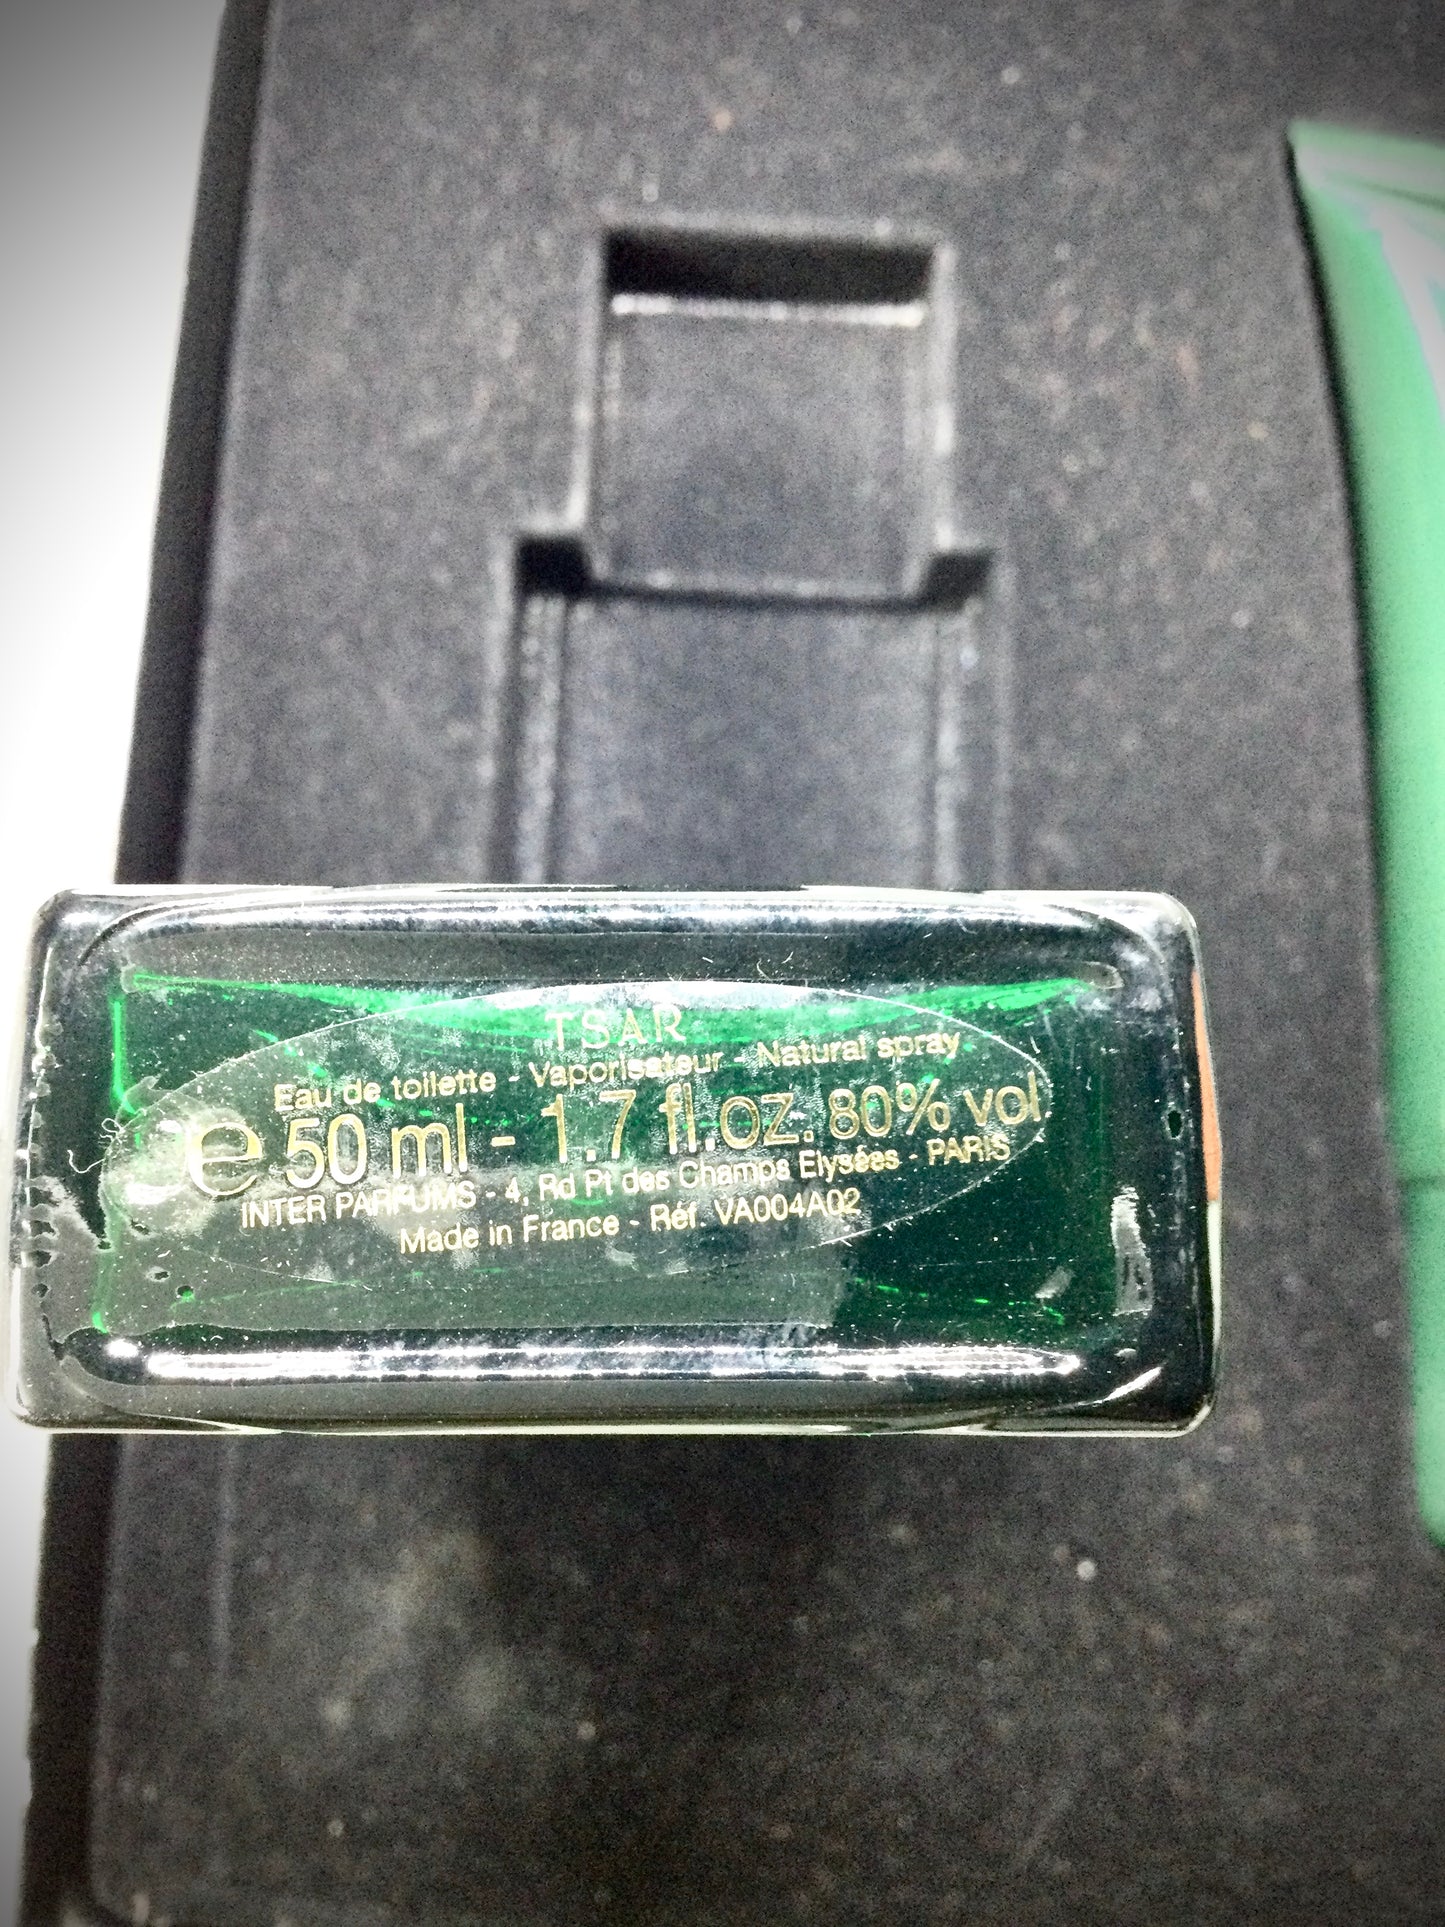 TSAR
Eau de toilette - Vaporisateur - Natural spray
℮ 50 ml - 1.7 fl.oz. 80% vol
INTER PARFUMS - 4, Rd Pt des Champs Elysées - PARIS
Made in France - Réf. VA004A02